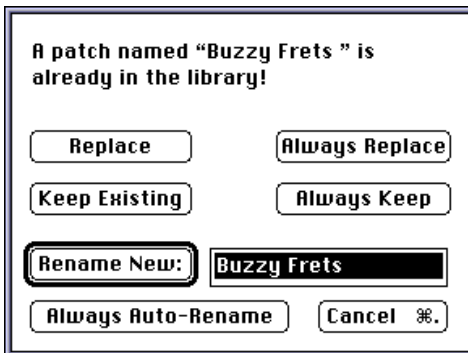 A patch named “Buzzy Frets ” is
already in the library!
Replace
Always Replace
Keep Existing
Always Keep
Rename New:
Buzzy Frets
Always Auto-Rename
Cancel ⌘.